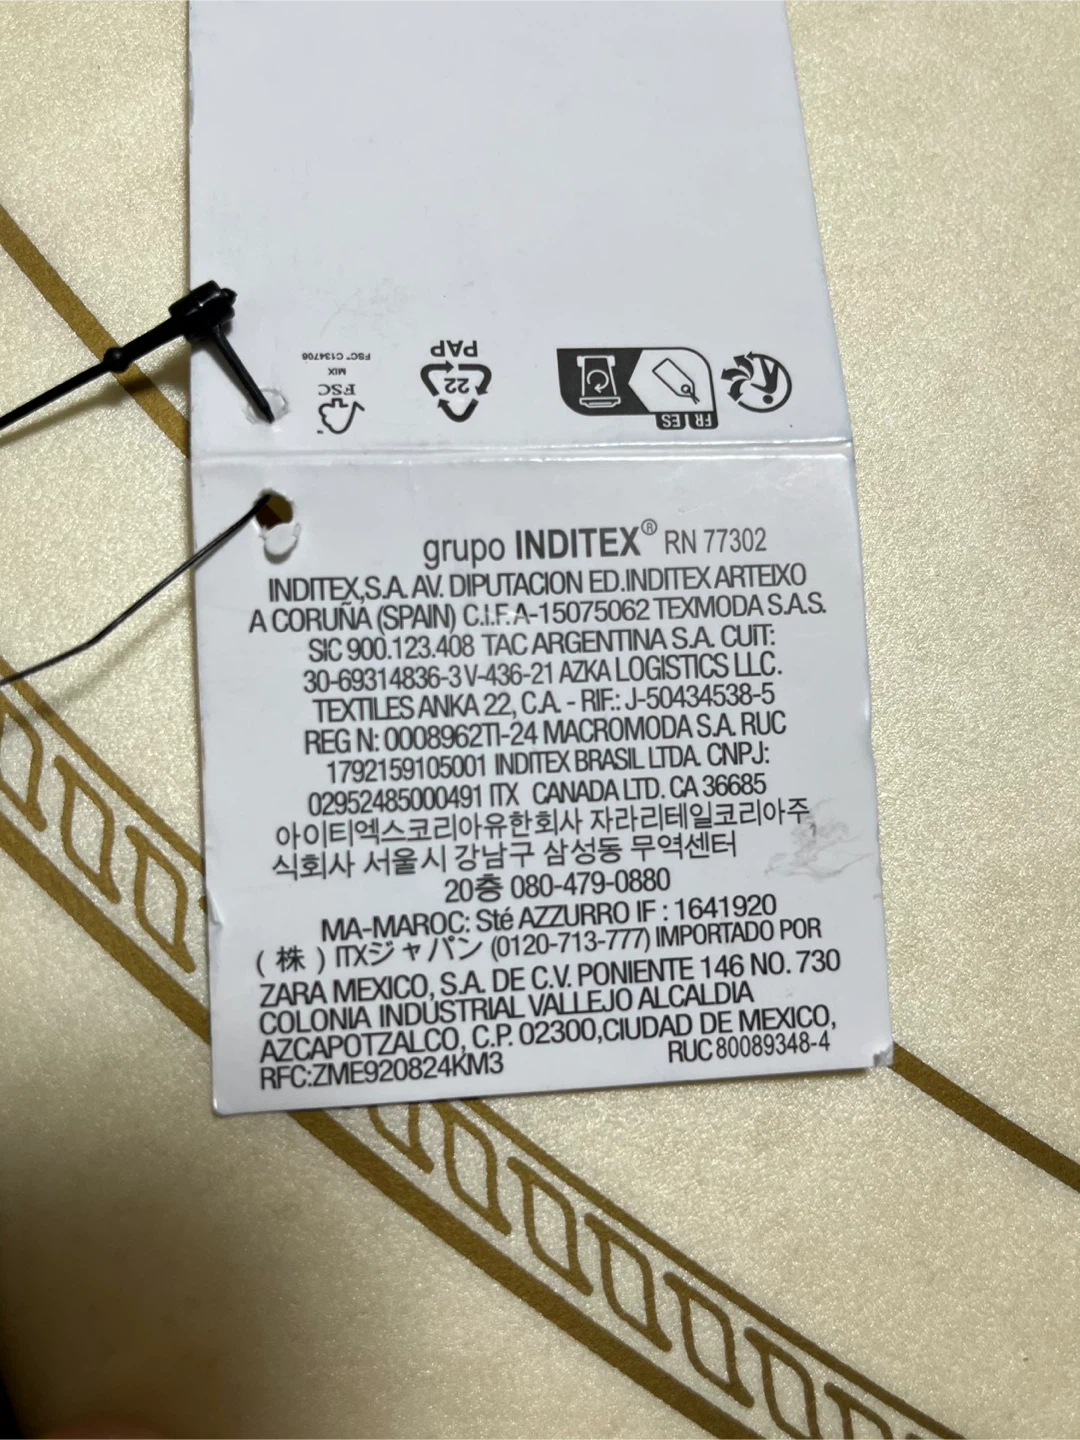 FSC® C134706
MIX
FSC
PAP
22
FR ES
grupo INDITEX® RN 77302
INDITEX,S.A. AV. DIPUTACION ED.INDITEX ARTEIXO
A CORUÑA (SPAIN) C.I.F. A-15075062 TEXMODA S.A.S.
SIC 900.123.408 TAC ARGENTINA S.A. CUIT:
30-69314836-3 V-436-21 AZKA LOGISTICS LLC.
TEXTILES ANKA 22, C.A. - RIF.: J-50434538-5
REG N: 0008962TI-24 MACROMODA S.A. RUC
1792159105001 INDITEX BRASIL LTDA. CNPJ:
02952485000491 ITX CANADA LTD. CA 36685
아이티엑스코리아유한회사 자라리테일코리아주
식회사 서울시 강남구 삼성동 무역센터
20층 080-479-0880
MA-MAROC: Sté AZZURRO IF : 1641920
(株) ITXジャパン (0120-713-777) IMPORTADO POR
ZARA MEXICO, S.A. DE C.V. PONIENTE 146 NO. 730
COLONIA INDUSTRIAL VALLEJO ALCALDIA
AZCAPOTZALCO, C.P. 02300,CIUDAD DE MEXICO,
RFC:ZME920824KM3 RUC 80089348-4